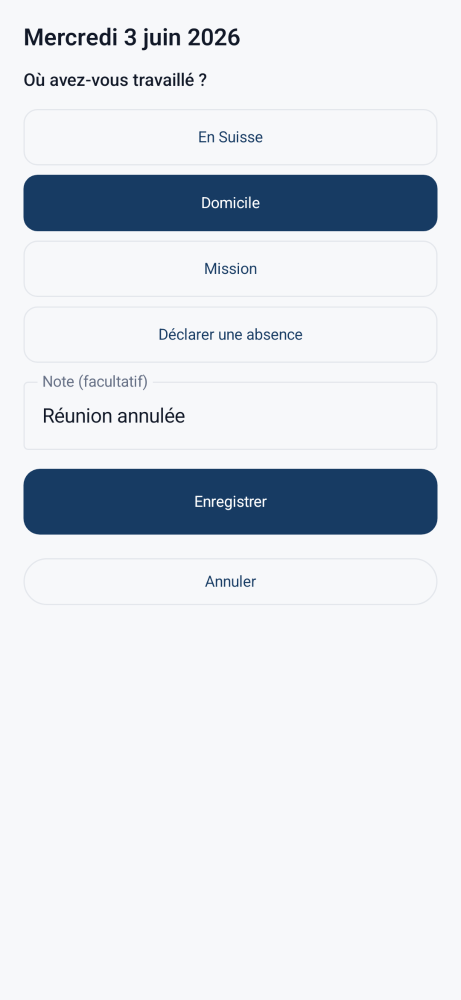 Mercredi 3 juin 2026
Où avez-vous travaillé ?
En Suisse
Domicile
Mission
Déclarer une absence
Note (facultatif)
Réunion annulée
Enregistrer
Annuler